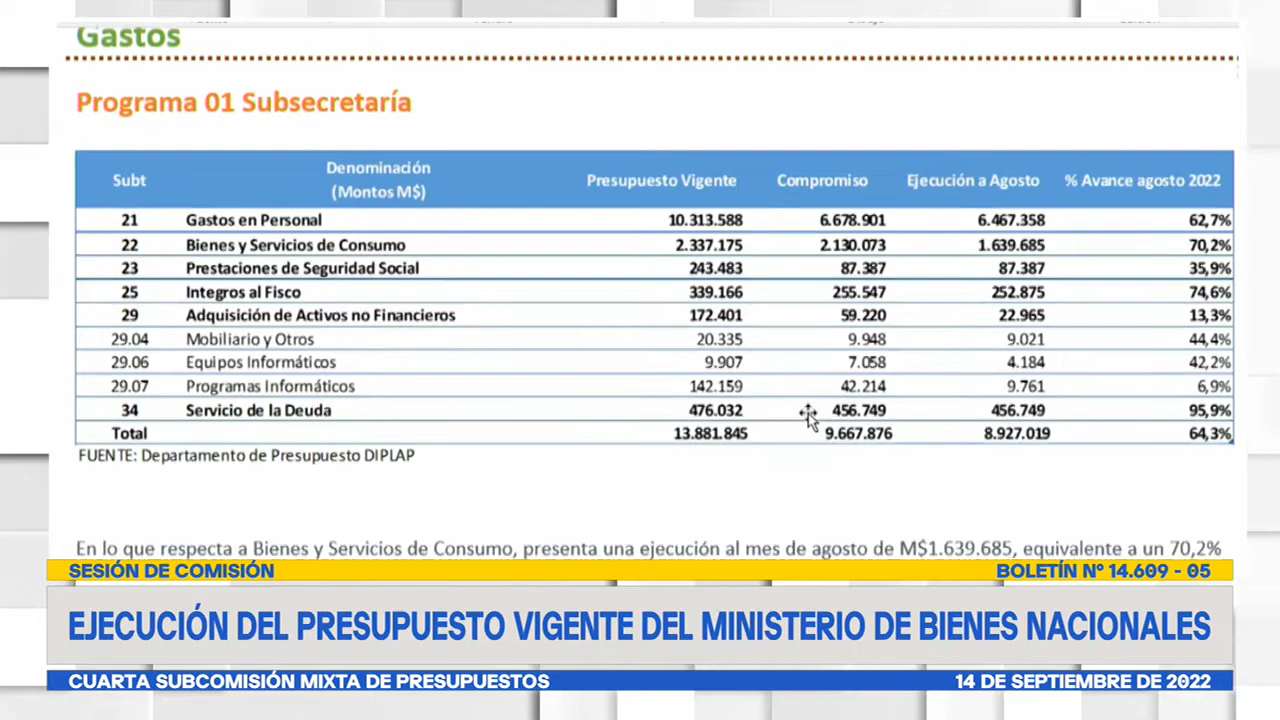 Gastos
Programa 01 Subsecretaría
Subt Denominación (Montos M$) Presupuesto Vigente Compromiso Ejecución a Agosto % Avance agosto 2022
21 Gastos en Personal 10.313.588 6.678.901 6.467.358 62,7%
22 Bienes y Servicios de Consumo 2.337.175 2.130.073 1.639.685 70,2%
23 Prestaciones de Seguridad Social 243.483 87.387 87.387 35,9%
25 Integros al Fisco 339.166 255.547 252.875 74,6%
29 Adquisición de Activos no Financieros 172.401 59.220 22.965 13,3%
29.04 Mobiliario y Otros 20.335 9.948 9.021 44,4%
29.06 Equipos Informáticos 9.907 7.058 4.184 42,2%
29.07 Programas Informáticos 142.159 42.214 9.761 6,9%
34 Servicio de la Deuda 476.032 456.749 456.749 95,9%
Total 13.881.845 9.667.876 8.927.019 64,3%
FUENTE: Departamento de Presupuesto DIPLAP
En lo que respecta a Bienes y Servicios de Consumo, presenta una ejecución al mes de agosto de M$1.639.685, equivalente a un 70,2%
SESIÓN DE COMISIÓN BOLETÍN Nº 14.609 - 05
EJECUCIÓN DEL PRESUPUESTO VIGENTE DEL MINISTERIO DE BIENES NACIONALES
CUARTA SUBCOMISIÓN MIXTA DE PRESUPUESTOS 14 DE SEPTIEMBRE DE 2022